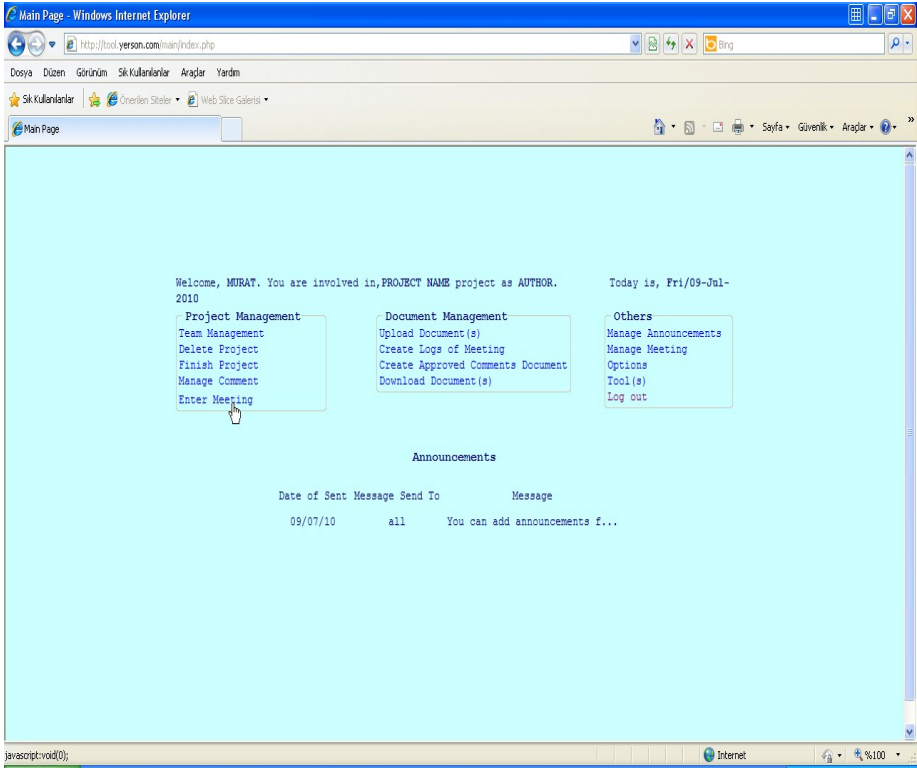 Main Page - Windows Internet Explorer
http://tool.yerson.com/main/index.php
Bing
Dosya Düzen Görünüm Sık Kullanılanlar Araçlar Yardım
Sık Kullanılanlar Önerilen Siteler Web Slice Galerisi
Main Page
Sayfa Güvenlik Araçlar
Welcome, MURAT. You are involved in,PROJECT NAME project as AUTHOR. Today is, Fri/09-Jul-
2010
Project Management
Team Management
Delete Project
Finish Project
Manage Comment
Enter Meeting
Document Management
Upload Document(s)
Create Logs of Meeting
Create Approved Comments Document
Download Document(s)
Others
Manage Announcements
Manage Meeting
Options
Tool(s)
Log out
Announcements
Date of Sent Message Send To Message
09/07/10 all You can add announcements f...
javascript:void(0); Internet %100